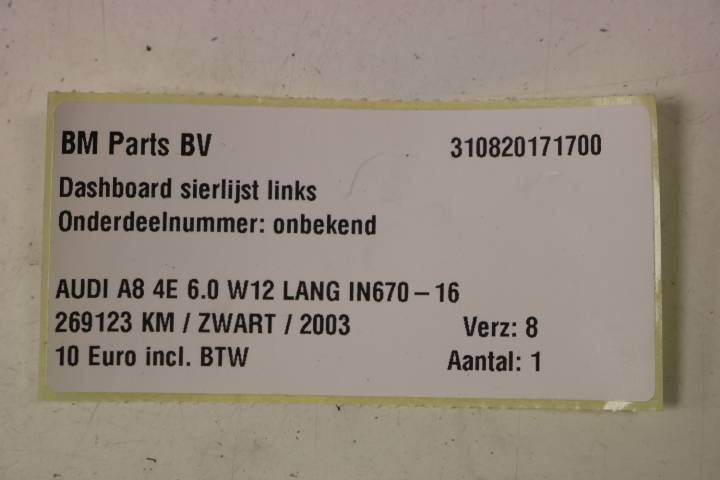 BM Parts BV 310820171700
Dashboard sierlijst links
Onderdeelnummer: onbekend
AUDI A8 4E 6.0 W12 LANG IN670-16
269123 KM / ZWART / 2003 Verz: 8
10 Euro incl. BTW Aantal: 1